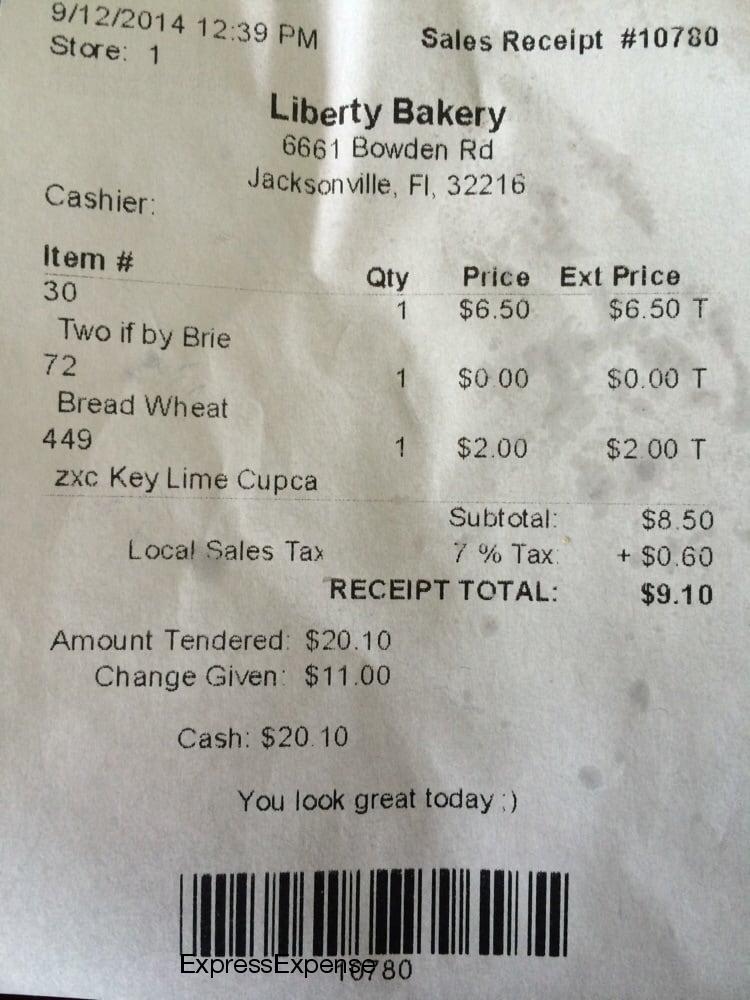 9/12/2014 12:39 PM
Sales Receipt #10780
Store: 1
Liberty Bakery
6661 Bowden Rd
Jacksonville, Fl, 32216
Cashier:
Item # Qty Price Ext Price
30 1 $6.50 $6.50 T
Two if by Brie
72 1 $0.00 $0.00 T
Bread Wheat
449 1 $2.00 $2.00 T
zxc Key Lime Cupca
Subtotal: $8.50
Local Sales Tax 7 % Tax: + $0.60
RECEIPT TOTAL: $9.10
Amount Tendered: $20.10
Change Given: $11.00
Cash: $20.10
You look great today ;)
ExpressExpense
10780